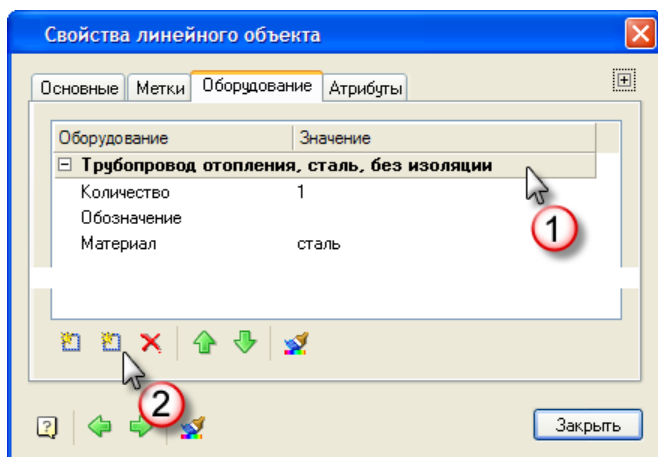 Свойства линейного объекта
Основные Метки Оборудование Атрибуты
Оборудование Значение
Трубопровод отопления, сталь, без изоляции
Количество 1
1
Обозначение
Материал сталь
2
Закрыть